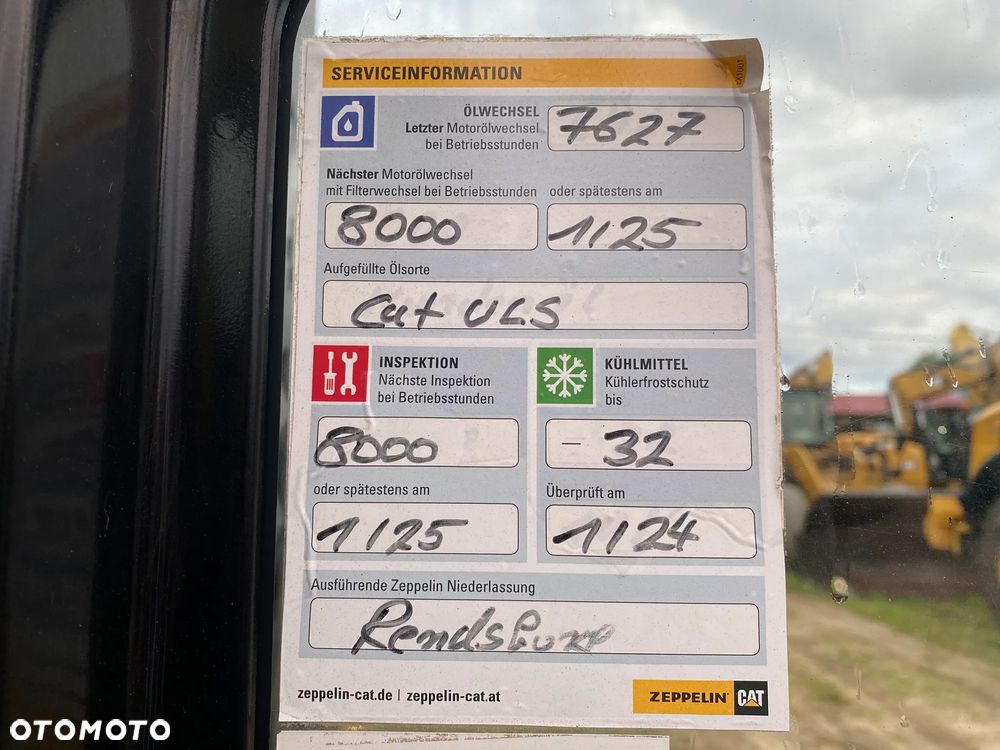 SERVICEINFORMATION
ÖLWECHSEL
Letzter Motorölwechsel
bei Betriebsstunden
7627
Nächster Motorölwechsel
mit Filterwechsel bei Betriebsstunden
oder spätestens am
8000
1/25
Aufgefüllte Ölsorte
Cat ULS
INSPEKTION
Nächste Inspektion
bei Betriebsstunden
8000
oder spätestens am
1/25
KÜHLMITTEL
Kühlerfrostschutz
bis
- 32
Überprüft am
1/24
Ausführende Zeppelin Niederlassung
Rendsburg
zeppelin-cat.de | zeppelin-cat.at
ZEPPELIN CAT
OTOMOTO